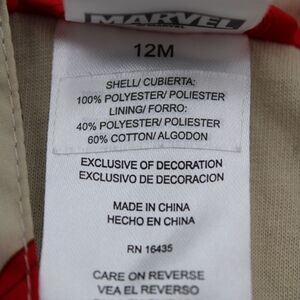 MARVEL
12M
SHELL/ CUBIERTA:
100% POLYESTER/ POLIESTER
LINING/ FORRO:
40% POLYESTER/ POLIESTER
60% COTTON/ ALGODON
EXCLUSIVE OF DECORATION
EXCLUSIVO DE DECORACION
MADE IN CHINA
HECHO EN CHINA
RN 16435
CARE ON REVERSE
VEA EL REVERSO